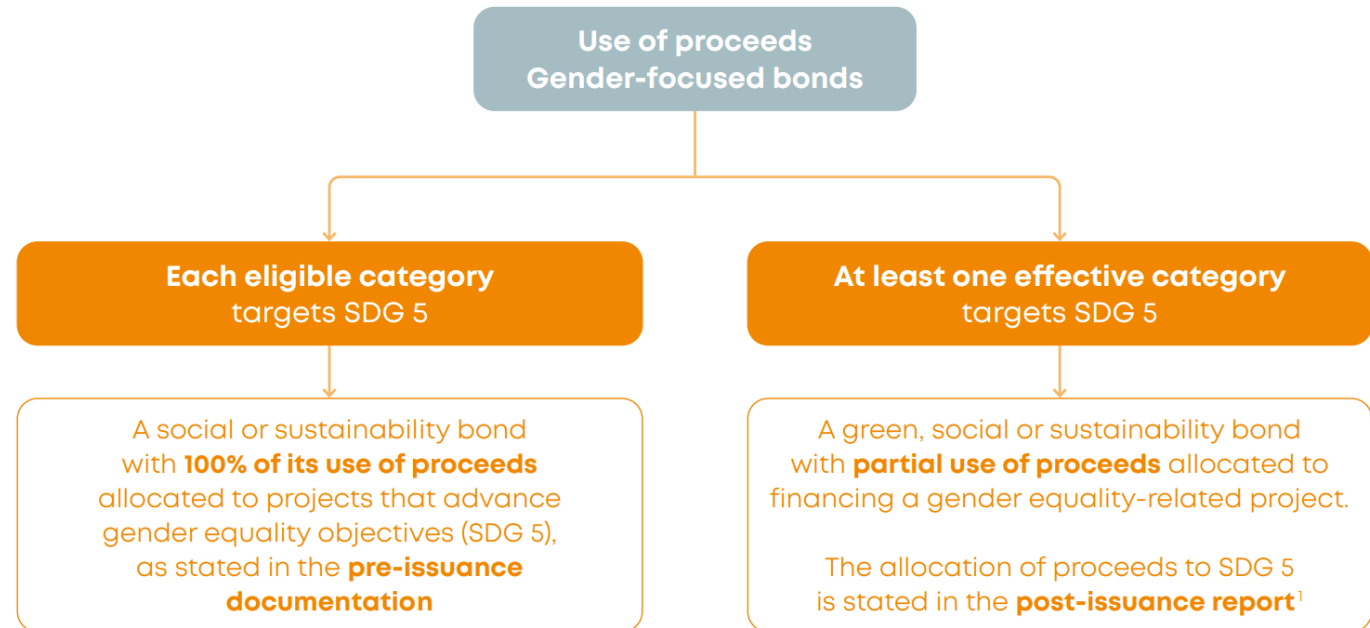 Use of proceeds
Gender-focused bonds
Each eligible category
targets SDG 5
At least one effective category
targets SDG 5
A social or sustainability bond
with 100% of its use of proceeds
allocated to projects that advance
gender equality objectives (SDG 5),
as stated in the pre-issuance
documentation
A green, social or sustainability bond
with partial use of proceeds allocated to
financing a gender equality-related project.
The allocation of proceeds to SDG 5
is stated in the post-issuance report¹